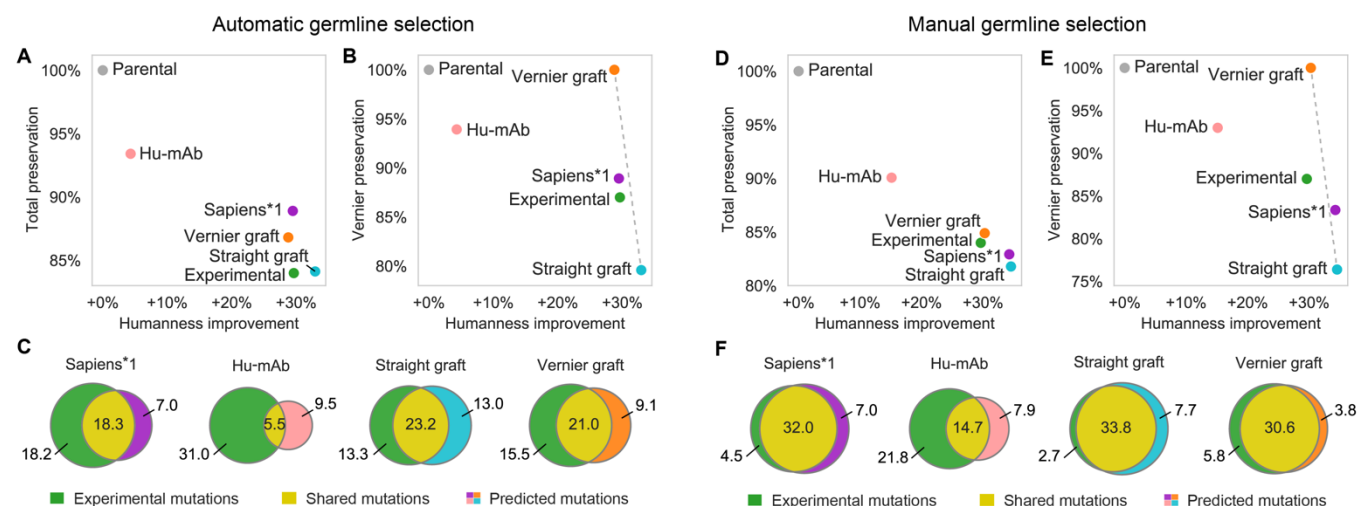 Automatic germline selection
A
Total preservation
100%
95%
90%
85%
Parental
Hu-mAb
Sapiens*1
Vernier graft
Straight graft
Experimental
+0% +10% +20% +30%
Humanness improvement
B
Vernier preservation
100%
95%
90%
85%
80%
Parental
Vernier graft
Hu-mAb
Sapiens*1
Experimental
Straight graft
+0% +10% +20% +30%
Humanness improvement
C
Sapiens*1
18.3
7.0
18.2
Hu-mAb
5.5
9.5
31.0
Straight graft
23.2
13.0
13.3
Vernier graft
21.0
9.1
15.5
Experimental mutations Shared mutations Predicted mutations
Manual germline selection
D
Total preservation
100%
95%
90%
85%
80%
Parental
Hu-mAb
Vernier graft
Experimental
Sapiens*1
Straight graft
+0% +10% +20% +30%
Humanness improvement
E
Vernier preservation
100%
95%
90%
85%
80%
75%
Parental
Vernier graft
Hu-mAb
Experimental
Sapiens*1
Straight graft
+0% +10% +20% +30%
Humanness improvement
F
Sapiens*1
32.0
7.0
4.5
Hu-mAb
14.7
7.9
21.8
Straight graft
33.8
7.7
2.7
Vernier graft
30.6
3.8
5.8
Experimental mutations Shared mutations Predicted mutations